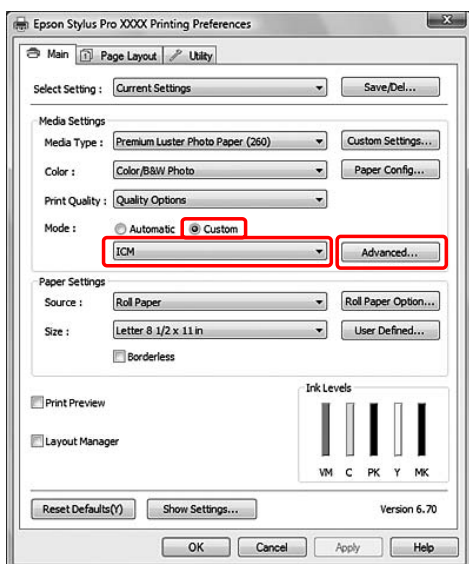 Epson Stylus Pro XXXX Printing Preferences
Main Page Layout Utility
Select Setting : Current Settings Save/Del...
Media Settings
Media Type : Premium Luster Photo Paper (260) Custom Settings...
Color : Color/B&W Photo Paper Config...
Print Quality : Quality Options
Mode : Automatic Custom
ICM Advanced...
Paper Settings
Source : Roll Paper Roll Paper Option...
Size : Letter 8 1/2 x 11 in User Defined...
Borderless
Ink Levels
Print Preview
Layout Manager
VM C PK Y MK
Reset Defaults(Y) Show Settings... Version 6.70
OK Cancel Apply Help